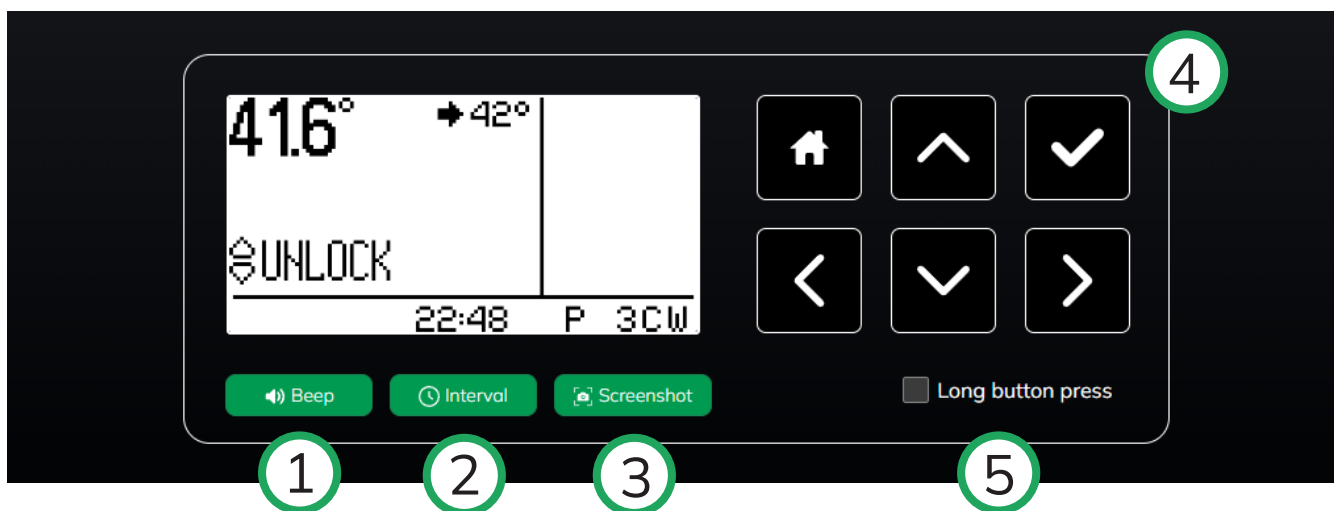 41.6° 42°
UNLOCK
22:48 P 3CW
Beep Interval Screenshot
Long button press
4
1 2 3 5